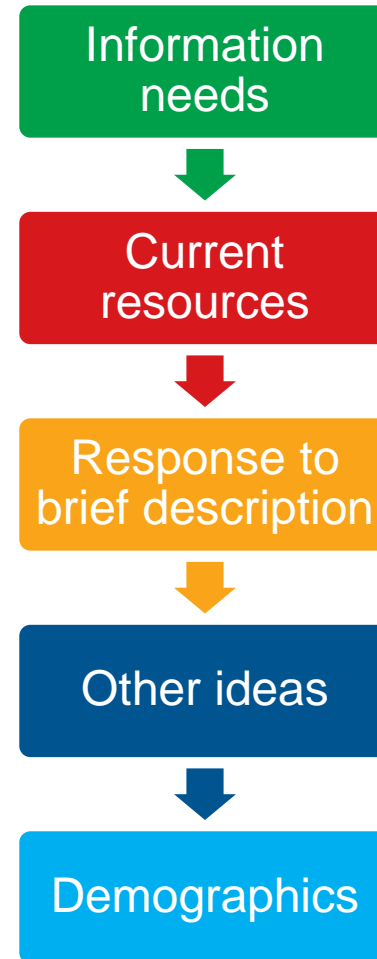 Information
needs
Current
resources
Response to
brief description
Other ideas
Demographics